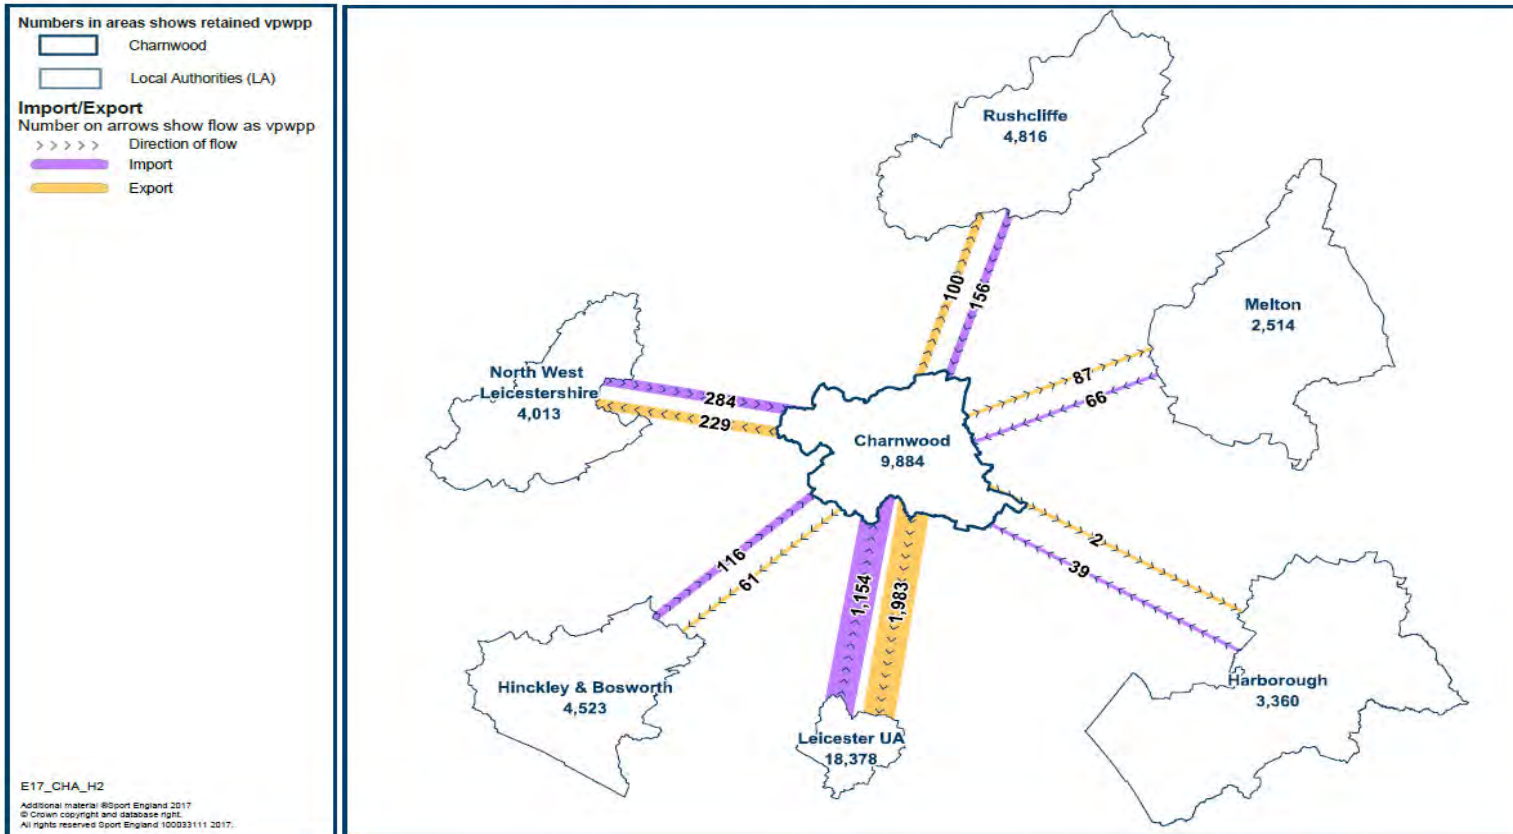 Numbers in areas shows retained vpwpp
Charnwood
Local Authorities (LA)
Import/Export
Number on arrows show flow as vpwpp
Direction of flow
Import
Export
E17_CHA_H2
Additional material ©Sport England 2017
© Crown copyright and database right.
All rights reserved Sport England 100033111 2017.
Rushcliffe
4,816
100
156
Melton
2,514
87
66
North West
Leicestershire
4,013
284
229
Charnwood
9,884
2
39
116
61
1,154
1,983
Hinckley & Bosworth
4,523
Leicester UA
18,378
Harborough
3,360